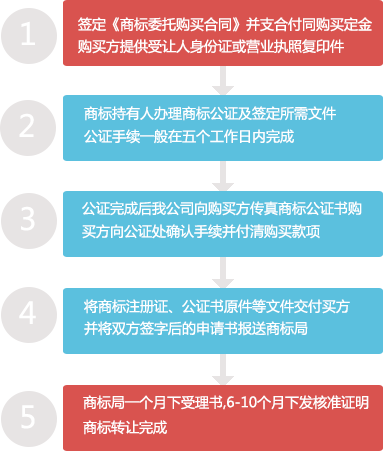 1
签定《商标委托购买合同》并支合付同购买定金
购买方提供受让人身份证或营业执照复印件
2
商标持有人办理商标公证及签定所需文件
公证手续一般在五个工作日内完成
3
公证完成后我公司向购买方传真商标公证书购
买方向公证处确认手续并付清购买款项
4
将商标注册证、公证书原件等文件交付买方
并将双方签字后的申请书报送商标局
5
商标局一个月下受理书,6-10个月下发核准证明
商标转让完成